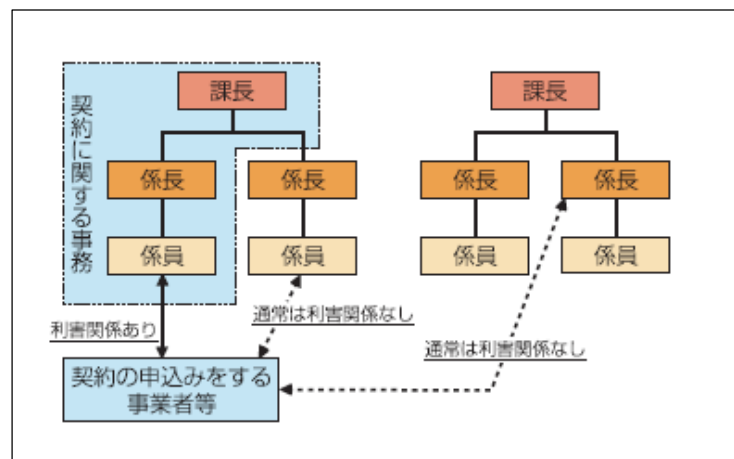 契約に関する事務
課長
課長
係長
係長
係長
係長
係員
係員
係員
係員
利害関係あり
通常は利害関係なし
通常は利害関係なし
契約の申込みをする
事業者等